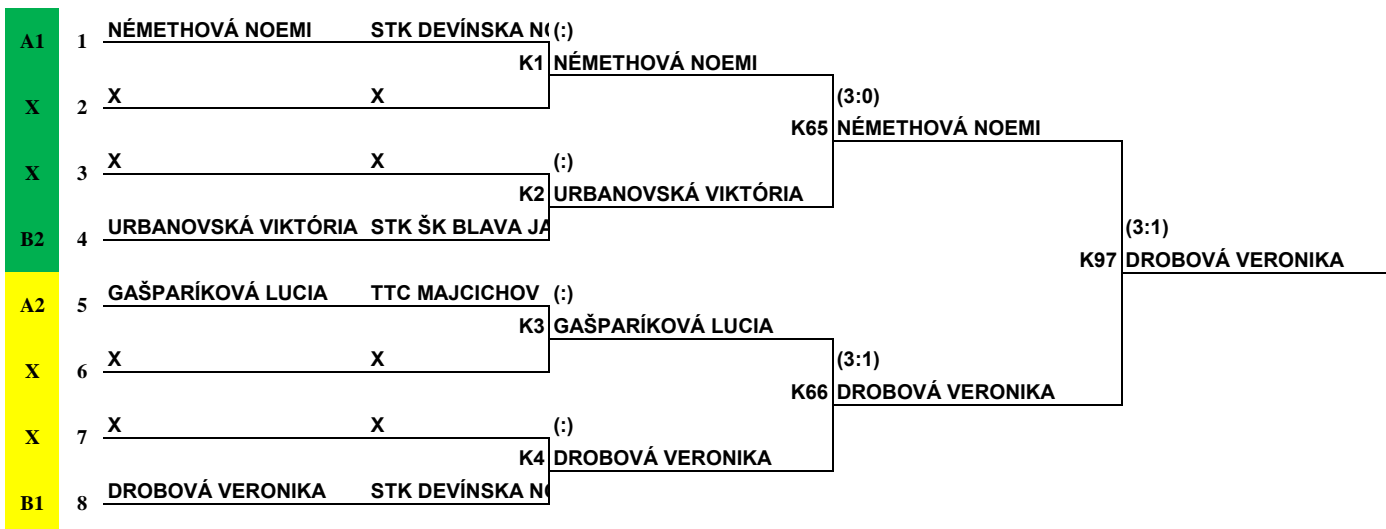 A1 1 NÉMETHOVÁ NOEMI STK DEVÍNSKA NO (:)
K1 NÉMETHOVÁ NOEMI
X 2 X X (3:0)
K65 NÉMETHOVÁ NOEMI
X 3 X X (:)
K2 URBANOVSKÁ VIKTÓRIA
B2 4 URBANOVSKÁ VIKTÓRIA STK ŠK BLAVA JA (3:1)
K97 DROBOVÁ VERONIKA
A2 5 GAŠPARÍKOVÁ LUCIA TTC MAJCICHOV (:)
K3 GAŠPARÍKOVÁ LUCIA
X 6 X X (3:1)
K66 DROBOVÁ VERONIKA
X 7 X X (:)
K4 DROBOVÁ VERONIKA
B1 8 DROBOVÁ VERONIKA STK DEVÍNSKA NO